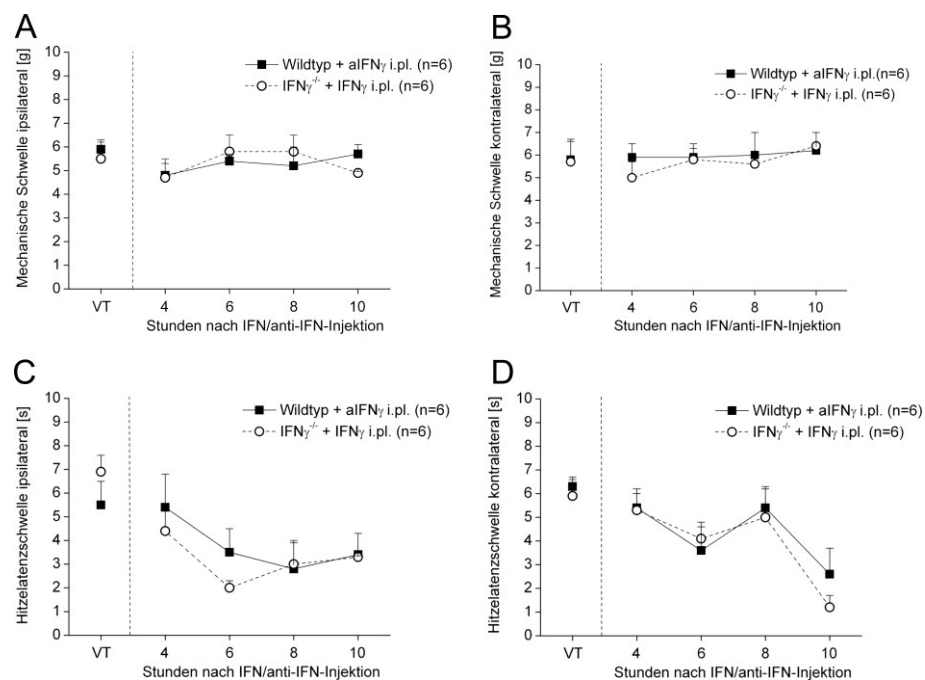 A
Mechanische Schwelle ipsilateral [g]
10
9
8
7
6
5
4
3
2
1
0
Wildtyp + aIFNγ i.pl. (n=6)
IFNγ-/- + IFNγ i.pl. (n=6)
VT 4 6 8 10
Stunden nach IFN/anti-IFN-Injektion
B
Mechanische Schwelle kontralateral [g]
10
9
8
7
6
5
4
3
2
1
0
Wildtyp + aIFNγ i.pl.(n=6)
IFNγ-/- + IFNγ i.pl. (n=6)
VT 4 6 8 10
Stunden nach IFN/anti-IFN-Injektion
C
Hitzelatenzschwelle ipsilateral [s]
10
9
8
7
6
5
4
3
2
1
0
Wildtyp + aIFNγ i.pl. (n=6)
IFNγ-/- + IFNγ i.pl. (n=6)
VT 4 6 8 10
Stunden nach IFN/anti-IFN-Injektion
D
Hitzelatenzschwelle kontralateral [s]
10
9
8
7
6
5
4
3
2
1
0
Wildtyp + aIFNγ i.pl. (n=6)
IFNγ-/- + IFNγ i.pl. (n=6)
VT 4 6 8 10
Stunden nach IFN/anti-IFN-Injektion